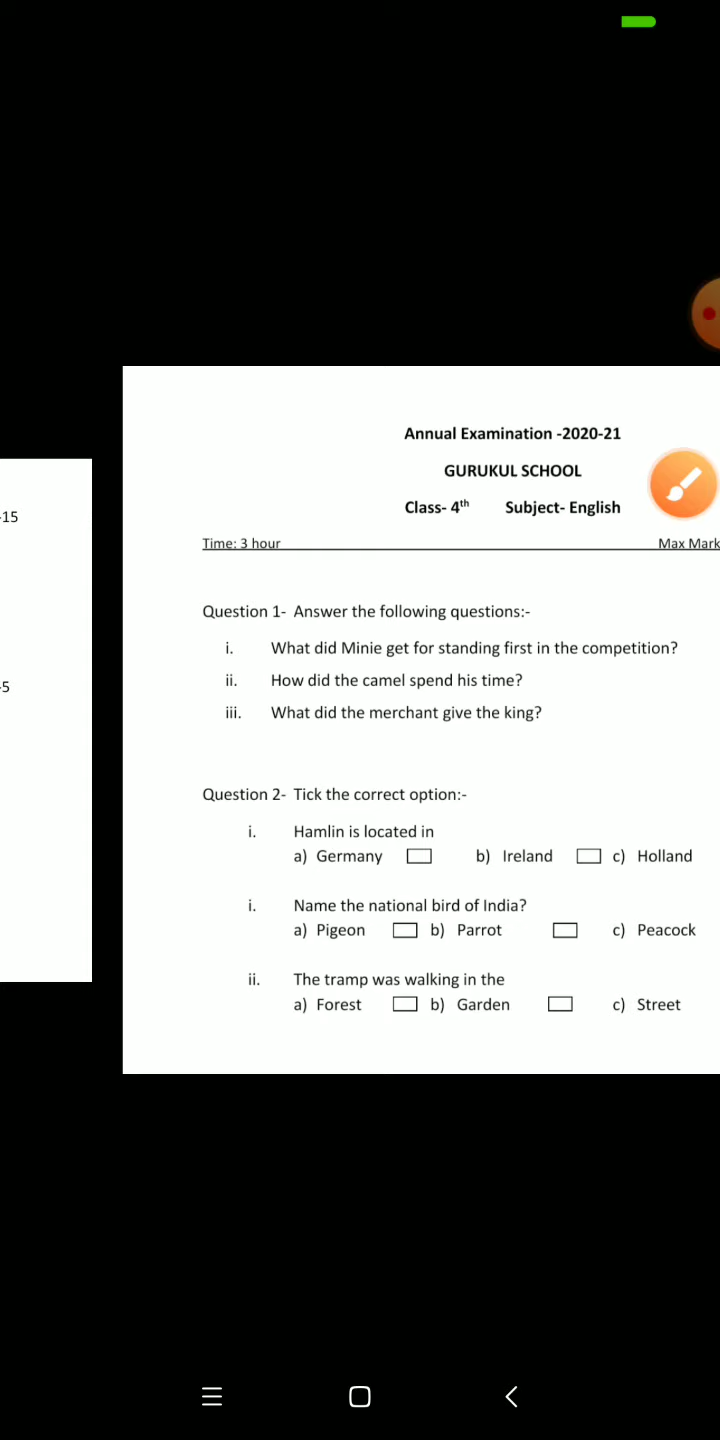 Annual Examination -2020-21
GURUKUL SCHOOL
Class- 4th Subject- English
Time: 3 hour Max Mark
Question 1- Answer the following questions:-
i. What did Minie get for standing first in the competition?
ii. How did the camel spend his time?
iii. What did the merchant give the king?
Question 2- Tick the correct option:-
i. Hamlin is located in
a) Germany b) Ireland c) Holland
i. Name the national bird of India?
a) Pigeon b) Parrot c) Peacock
ii. The tramp was walking in the
a) Forest b) Garden c) Street
-15
-5